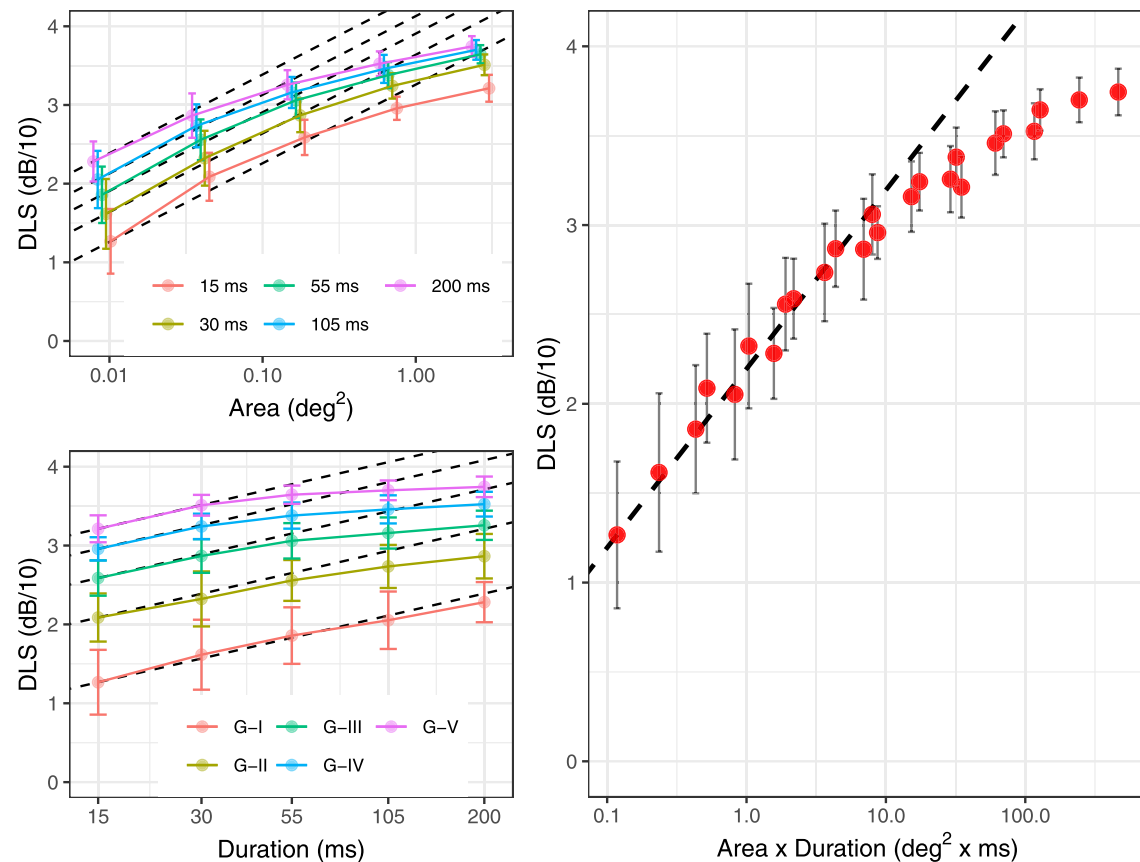 DLS (dB/10)
4
3
2
1
0
15 ms
55 ms
200 ms
30 ms
105 ms
0.01
0.10
1.00
Area (deg²)
DLS (dB/10)
4
3
2
1
0
G−I
G−III
G−V
G−II
G−IV
15
30
55
105
200
Duration (ms)
DLS (dB/10)
4
3
2
1
0
0.1
1.0
10.0
100.0
Area x Duration (deg² x ms)